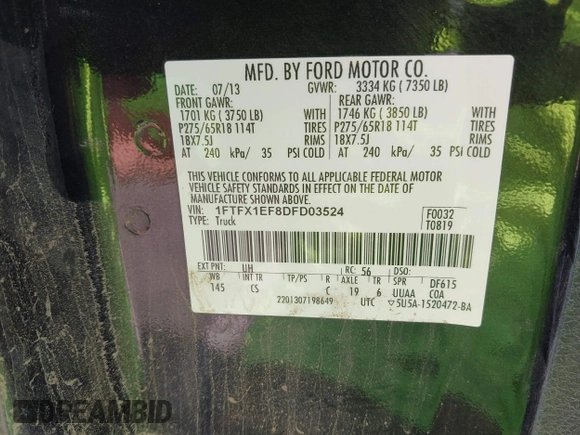 MFD. BY FORD MOTOR CO.
DATE: 07/13 GVWR: 3334 KG ( 7350 LB)
FRONT GAWR: REAR GAWR:
1701 KG ( 3750 LB) WITH 1746 KG ( 3850 LB) WITH
P275/65R18 114T TIRES P275/65R18 114T TIRES
18X7.5J RIMS 18X7.5J RIMS
AT 240 kPa/ 35 PSI COLD AT 240 kPa/ 35 PSI COLD
THIS VEHICLE CONFORMS TO ALL APPLICABLE FEDERAL MOTOR
VEHICLE SAFETY STANDARDS IN EFFECT ON THE DATE OF
MANUFACTURE SHOWN ABOVE.
VIN: 1FTFX1EF8DFD03524 F0032
TYPE: Truck T0819
EXT PNT: UH RC: 56 DSO:
WB INT TR TP/PS R AXLE TR SPR DF615
145 CS C 19 6 UUAA COA
2201307198649 UTC ▽5U5A-1520472-BA
DREAMBID